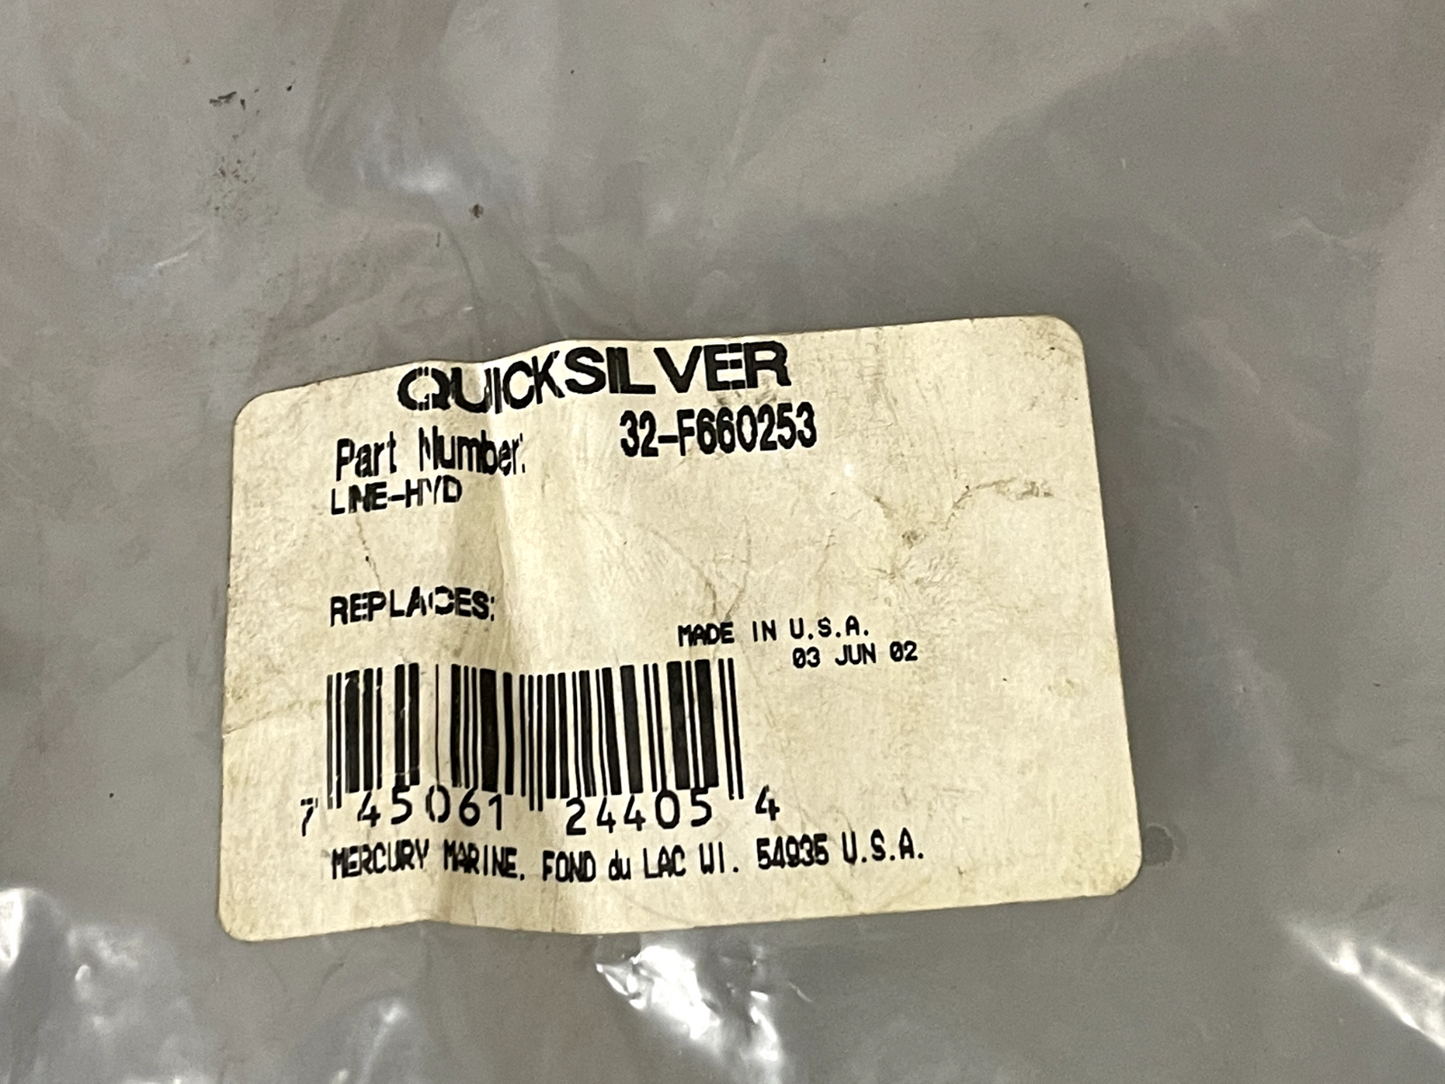 QUICKSILVER
Part Number: 32-F660253
LINE-HYD
REPLACES:
MADE IN U.S.A.
03 JUN 02
7 45061 24405 4
MERCURY MARINE. FOND du LAC WI. 54935 U.S.A.